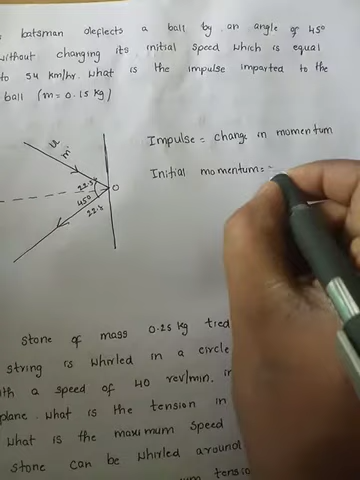 batsman deflects a ball by an angle of 45°
without changing its initial speed which is equal
to 54 km/hr. What is the impulse imparted to the
ball (m = 0.15 kg)
Impulse = change in momentum
u
m
Initial momentum =
22.5
O
45°
22.5
stone of mass 0.25 kg tied
string is whirled in a circle
with a speed of 40 rev/min. in
plane. What is the tension in
what is the maximum speed
stone can be whirled around
tension